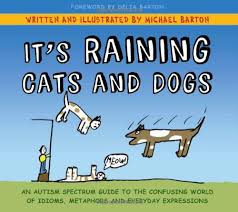 FOREWORD BY DELIA BARTON
WRITTEN AND ILLUSTRATED BY MICHAEL BARTON
IT'S RAINING
CATS AND DOGS
MEOW!
AN AUTISM SPECTRUM GUIDE TO THE CONFUSING WORLD
OF IDIOMS, METAPHORS AND EVERYDAY EXPRESSIONS